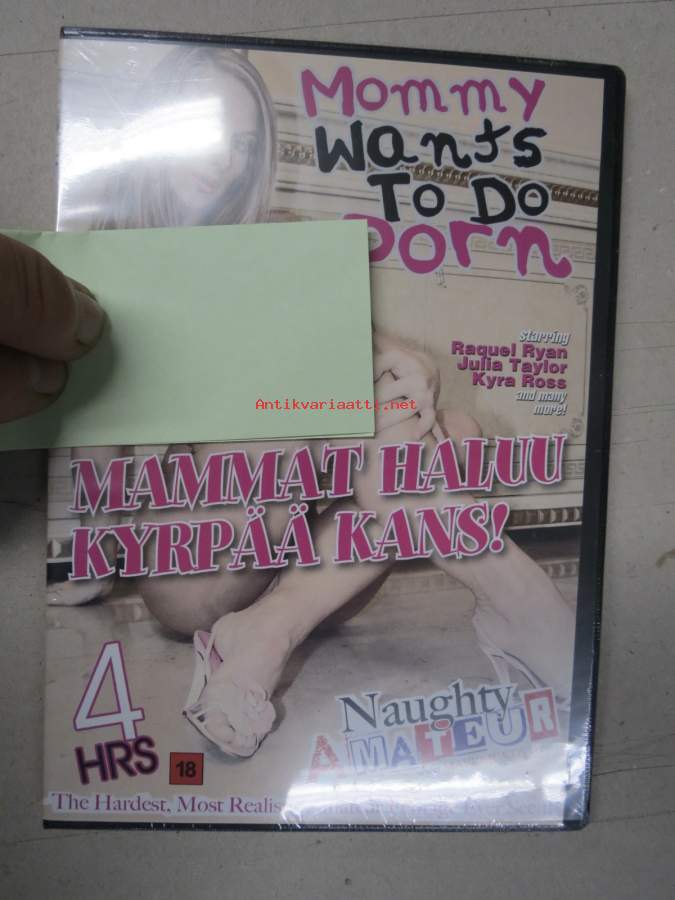 Mommy
Wants
To Do
Porn
starring
Raquel Ryan
Julia Taylor
Kyra Ross
and many
more!
Antikvariaatti.net
MAMMAT HALUU
KYRPÄÄ KANS!
4
HRS
18
Naughty
AMATEUR
The Hardest, Most